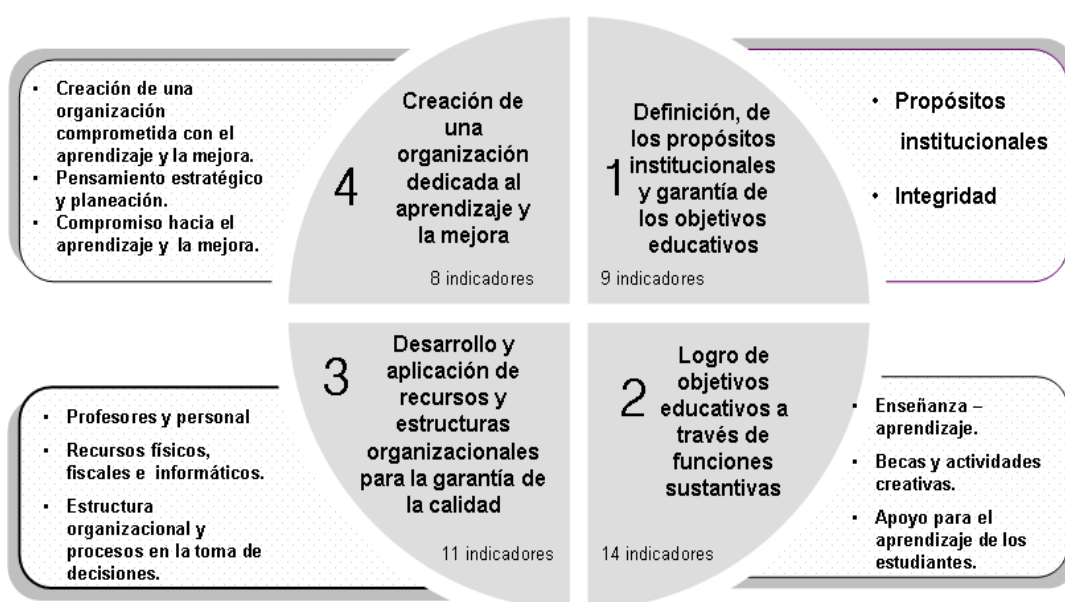 • Creación de una
organización
comprometida con el
aprendizaje y la mejora.
• Pensamiento estratégico
y planeación.
• Compromiso hacia el
aprendizaje y la mejora.
4
Creación de
una
organización
dedicada al
aprendizaje y
la mejora
8 indicadores
1
Definición, de
los propósitos
institucionales
y garantía de
los objetivos
educativos
9 indicadores
• Propósitos
institucionales
• Integridad
• Profesores y personal
• Recursos físicos,
fiscales e informáticos.
• Estructura
organizacional y
procesos en la toma de
decisiones.
3
Desarrollo y
aplicación de
recursos y
estructuras
organizacionales
para la garantía de
la calidad
11 indicadores
2
Logro de
objetivos
educativos a
través de
funciones
sustantivas
14 indicadores
• Enseñanza –
aprendizaje.
• Becas y actividades
creativas.
• Apoyo para el
aprendizaje de los
estudiantes.